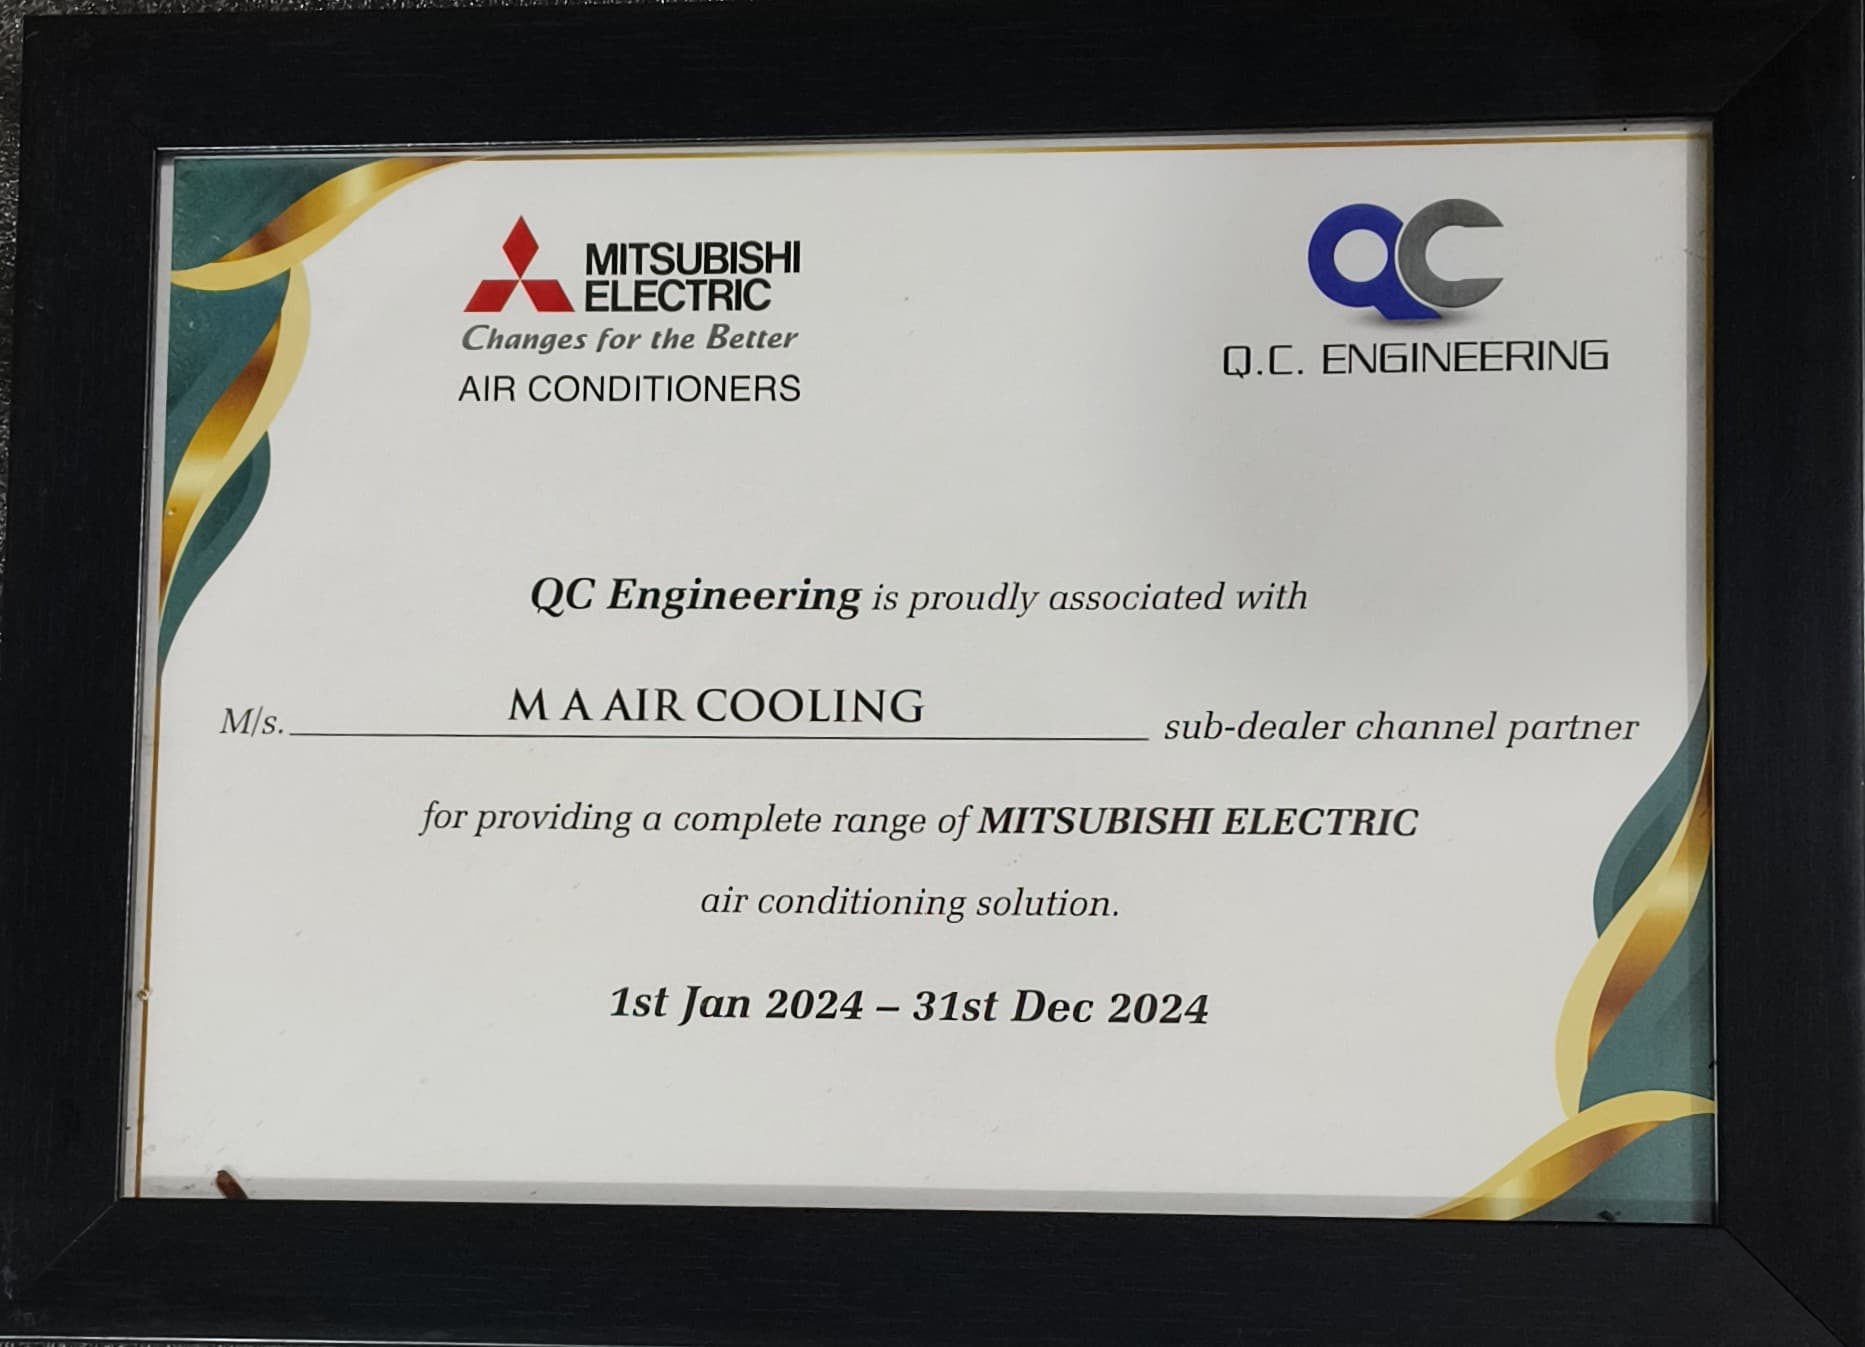 MITSUBISHI
ELECTRIC
Changes for the Better
AIR CONDITIONERS
QC
Q.C. ENGINEERING
QC Engineering is proudly associated with
M/s. M A AIR COOLING sub-dealer channel partner
for providing a complete range of MITSUBISHI ELECTRIC
air conditioning solution.
1st Jan 2024 – 31st Dec 2024